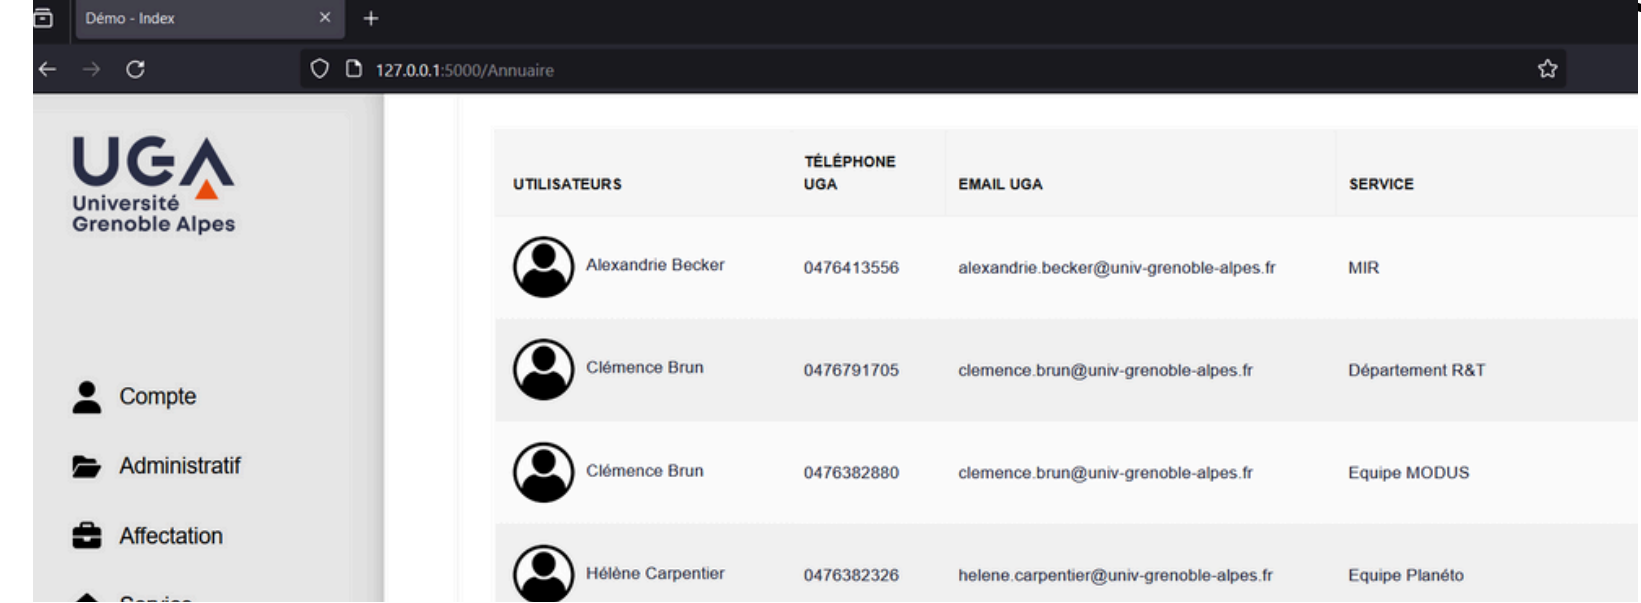 Démo - Index
127.0.0.1:5000/Annuaire
UGA
Université
Grenoble Alpes
Compte
Administratif
Affectation
Service
UTILISATEURS TÉLÉPHONE UGA EMAIL UGA SERVICE
Alexandrie Becker 0476413556 alexandrie.becker@univ-grenoble-alpes.fr MIR
Clémence Brun 0476791705 clemence.brun@univ-grenoble-alpes.fr Département R&T
Clémence Brun 0476382880 clemence.brun@univ-grenoble-alpes.fr Equipe MODUS
Hélène Carpentier 0476382326 helene.carpentier@univ-grenoble-alpes.fr Equipe Planéto